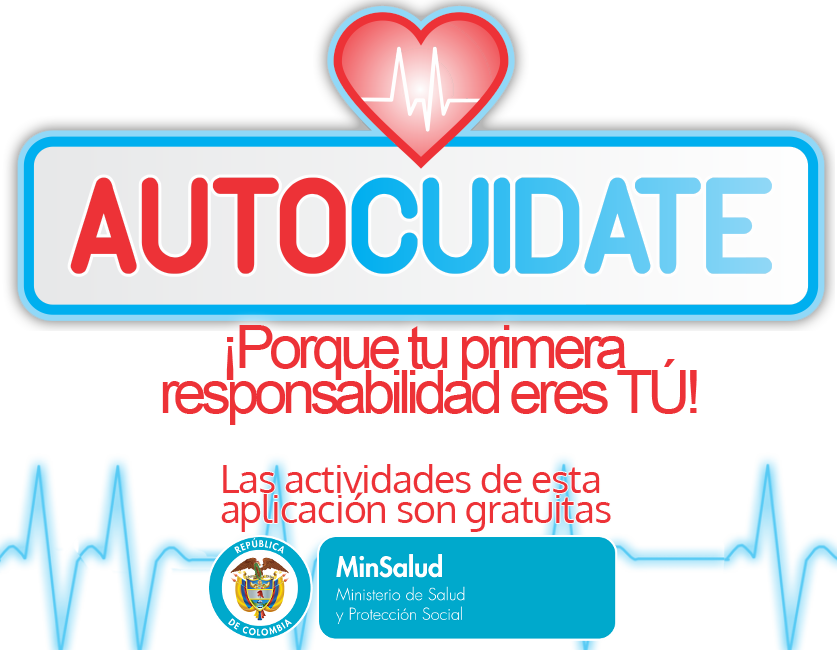 AUTOCUIDATE
¡Porque tu primera
responsabilidad eres TÚ!
Las actividades de esta
aplicación son gratuitas
REPÚBLICA
DE COLOMBIA
MinSalud
Ministerio de Salud
y Protección Social